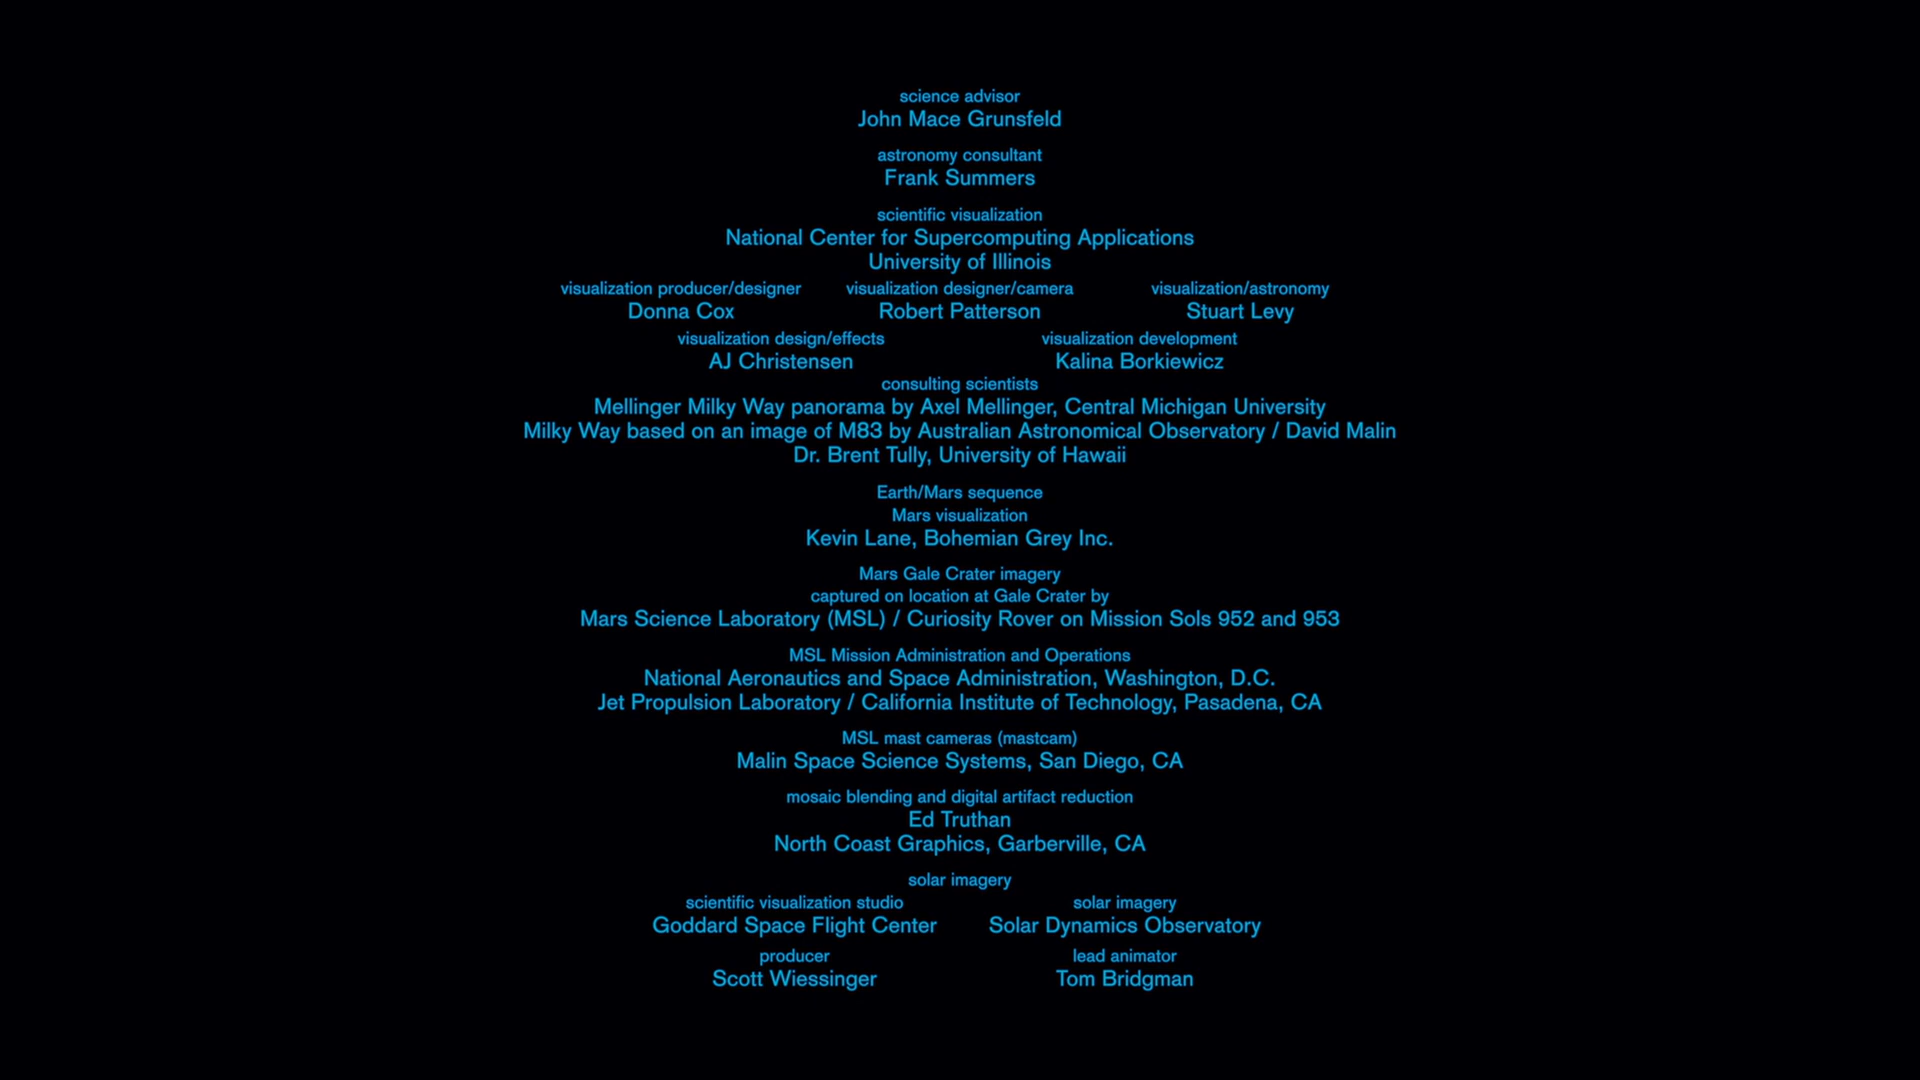 science advisor
John Mace Grunsfeld
astronomy consultant
Frank Summers
scientific visualization
National Center for Supercomputing Applications
University of Illinois
visualization producer/designer visualization designer/camera visualization/astronomy
Donna Cox Robert Patterson Stuart Levy
visualization design/effects visualization development
AJ Christensen Kalina Borkiewicz
consulting scientists
Mellinger Milky Way panorama by Axel Mellinger, Central Michigan University
Milky Way based on an image of M83 by Australian Astronomical Observatory / David Malin
Dr. Brent Tully, University of Hawaii
Earth/Mars sequence
Mars visualization
Kevin Lane, Bohemian Grey Inc.
Mars Gale Crater imagery
captured on location at Gale Crater by
Mars Science Laboratory (MSL) / Curiosity Rover on Mission Sols 952 and 953
MSL Mission Administration and Operations
National Aeronautics and Space Administration, Washington, D.C.
Jet Propulsion Laboratory / California Institute of Technology, Pasadena, CA
MSL mast cameras (mastcam)
Malin Space Science Systems, San Diego, CA
mosaic blending and digital artifact reduction
Ed Truthan
North Coast Graphics, Garberville, CA
solar imagery
scientific visualization studio solar imagery
Goddard Space Flight Center Solar Dynamics Observatory
producer lead animator
Scott Wiessinger Tom Bridgman